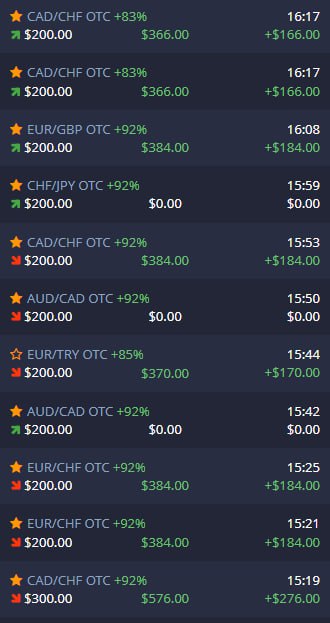 CAD/CHF OTC +83% 16:17
$200.00 $366.00 +$166.00
CAD/CHF OTC +83% 16:17
$200.00 $366.00 +$166.00
EUR/GBP OTC +92% 16:08
$200.00 $384.00 +$184.00
CHF/JPY OTC +92% 15:59
$200.00 $0.00 $0.00
CAD/CHF OTC +92% 15:53
$200.00 $384.00 +$184.00
AUD/CAD OTC +92% 15:50
$200.00 $0.00 $0.00
EUR/TRY OTC +85% 15:44
$200.00 $370.00 +$170.00
AUD/CAD OTC +92% 15:42
$200.00 $0.00 $0.00
EUR/CHF OTC +92% 15:25
$200.00 $384.00 +$184.00
EUR/CHF OTC +92% 15:21
$200.00 $384.00 +$184.00
CAD/CHF OTC +92% 15:19
$300.00 $576.00 +$276.00